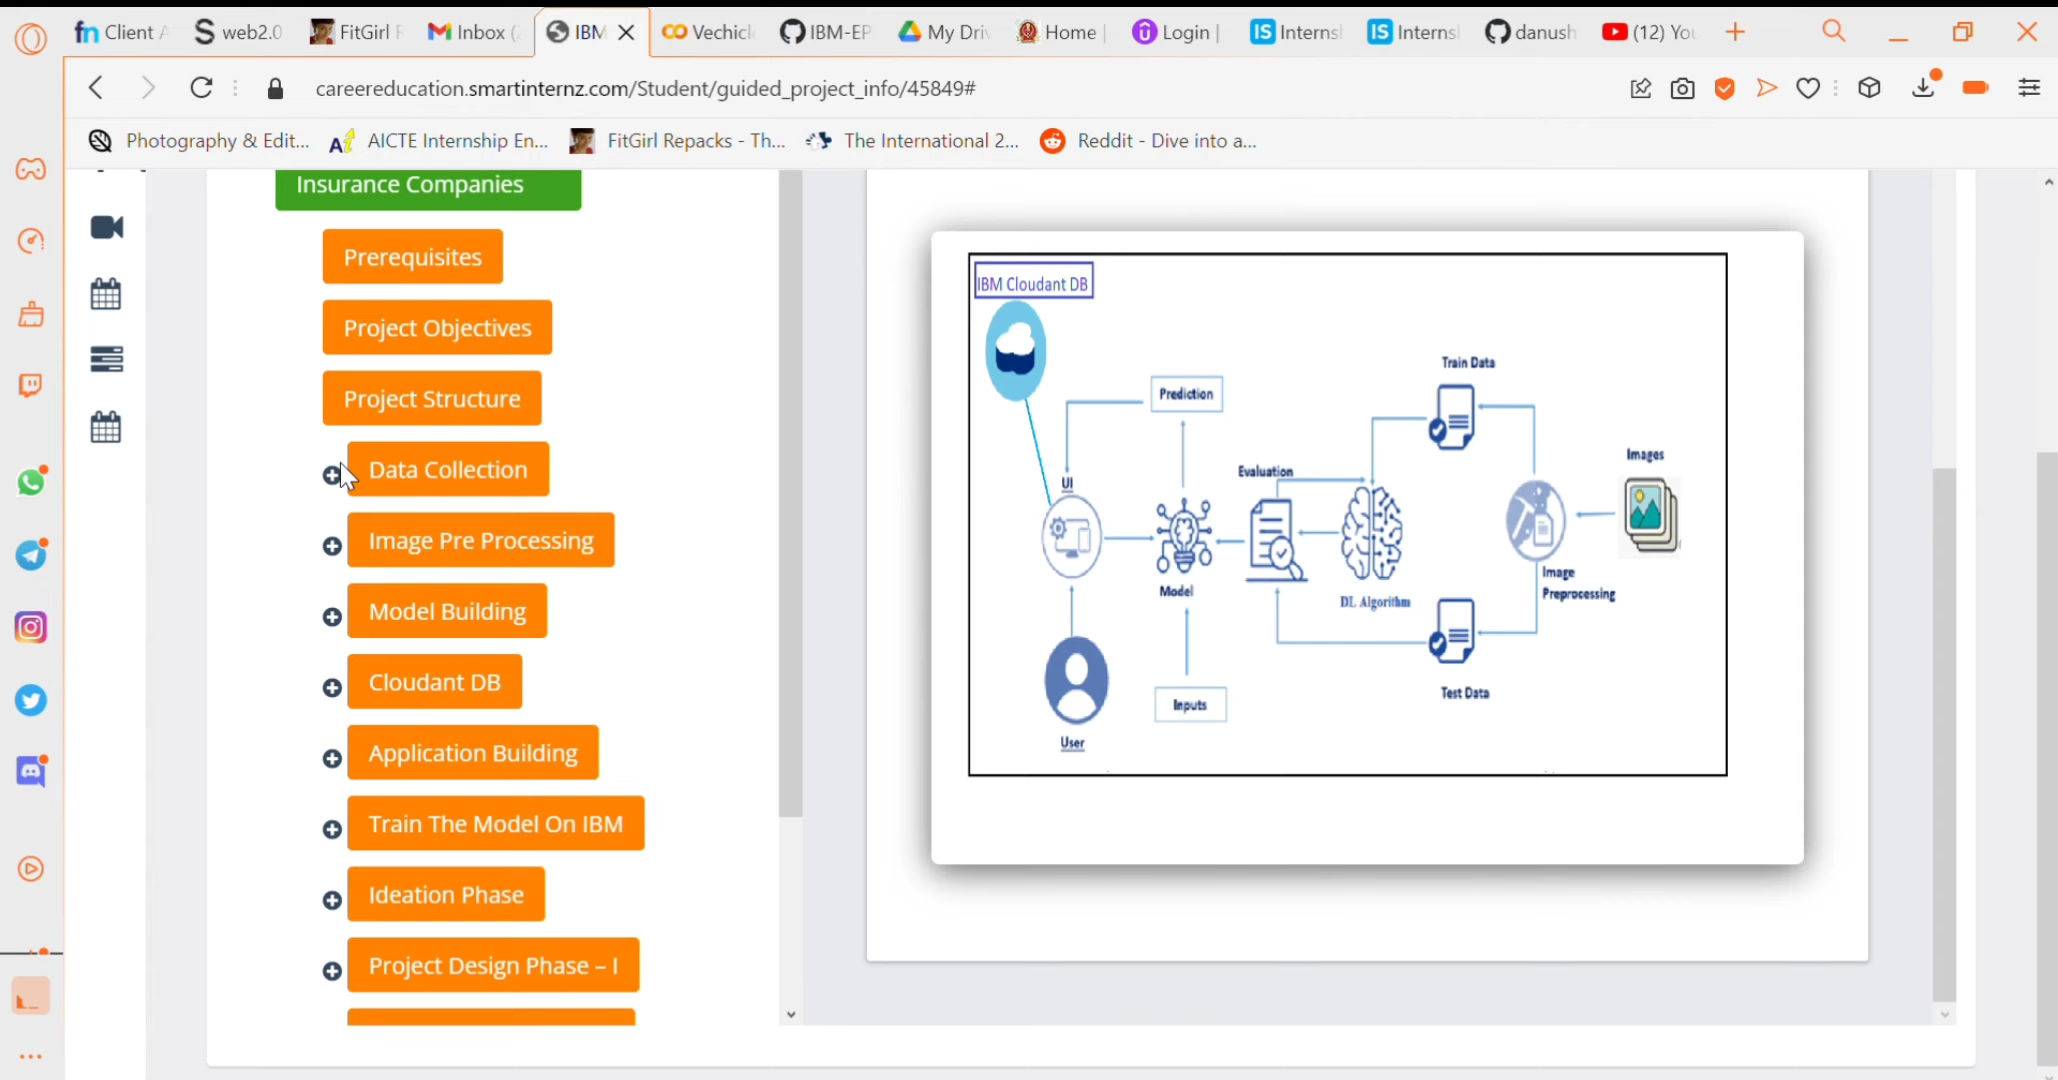 Client A
web2.0
FitGirl F
Inbox (2
IBM
Vechicl
IBM-EP
My Driv
Home |
Login |
Interns
Interns
danush
(12) You
careereducation.smartinternz.com/Student/guided_project_info/45849#
Photography & Edit...
AICTE Internship En...
FitGirl Repacks - Th...
The International 2...
Reddit - Dive into a...
Insurance Companies
Prerequisites
Project Objectives
Project Structure
Data Collection
Image Pre Processing
Model Building
Cloudant DB
Application Building
Train The Model On IBM
Ideation Phase
Project Design Phase – I
IBM Cloudant DB
Train Data
Prediction
Images
Evaluation
UI
Image
Preprocessing
Model
DL Algorithm
Test Data
Inputs
User